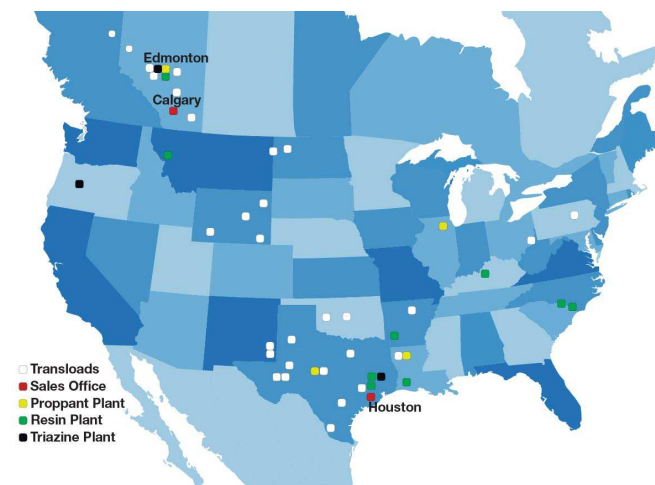 Edmonton
Calgary
Transloads
Sales Office
Proppant Plant
Resin Plant
Triazine Plant
Houston